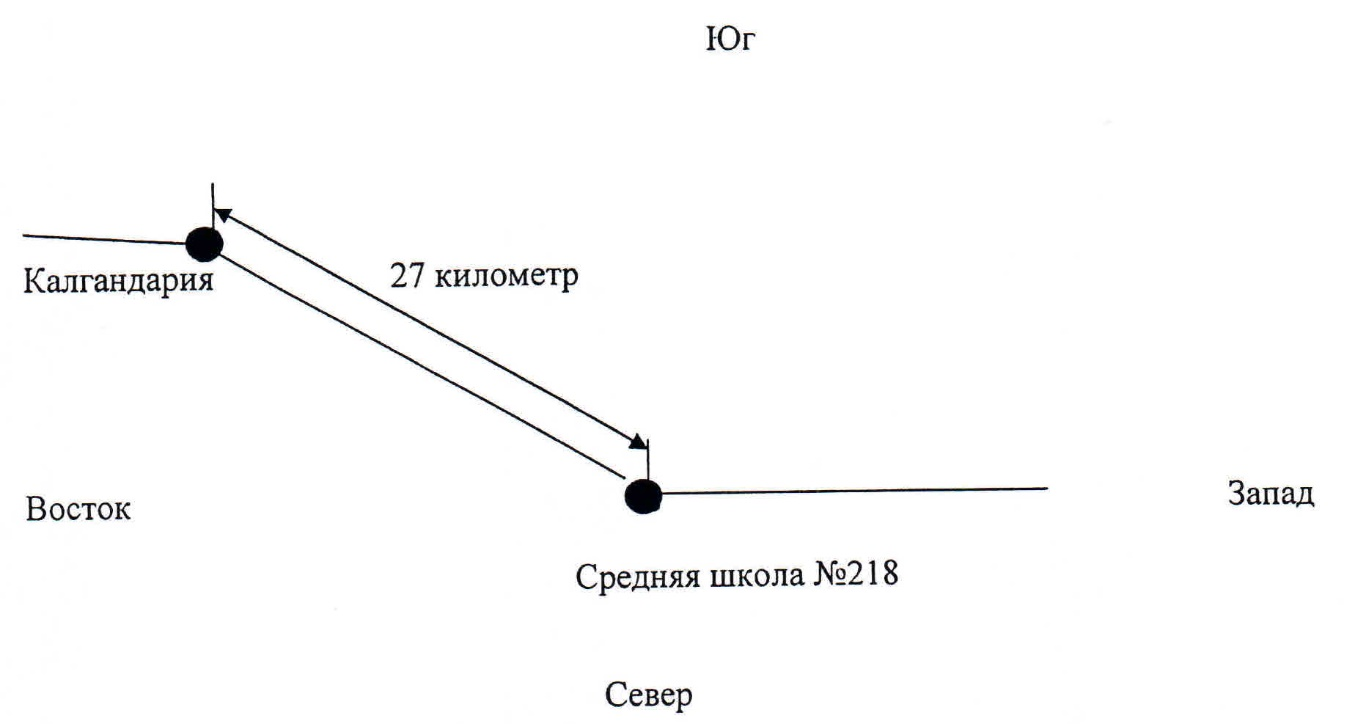 Юг
27 километр
Калгандария
Восток
Запад
Средняя школа №218
Север